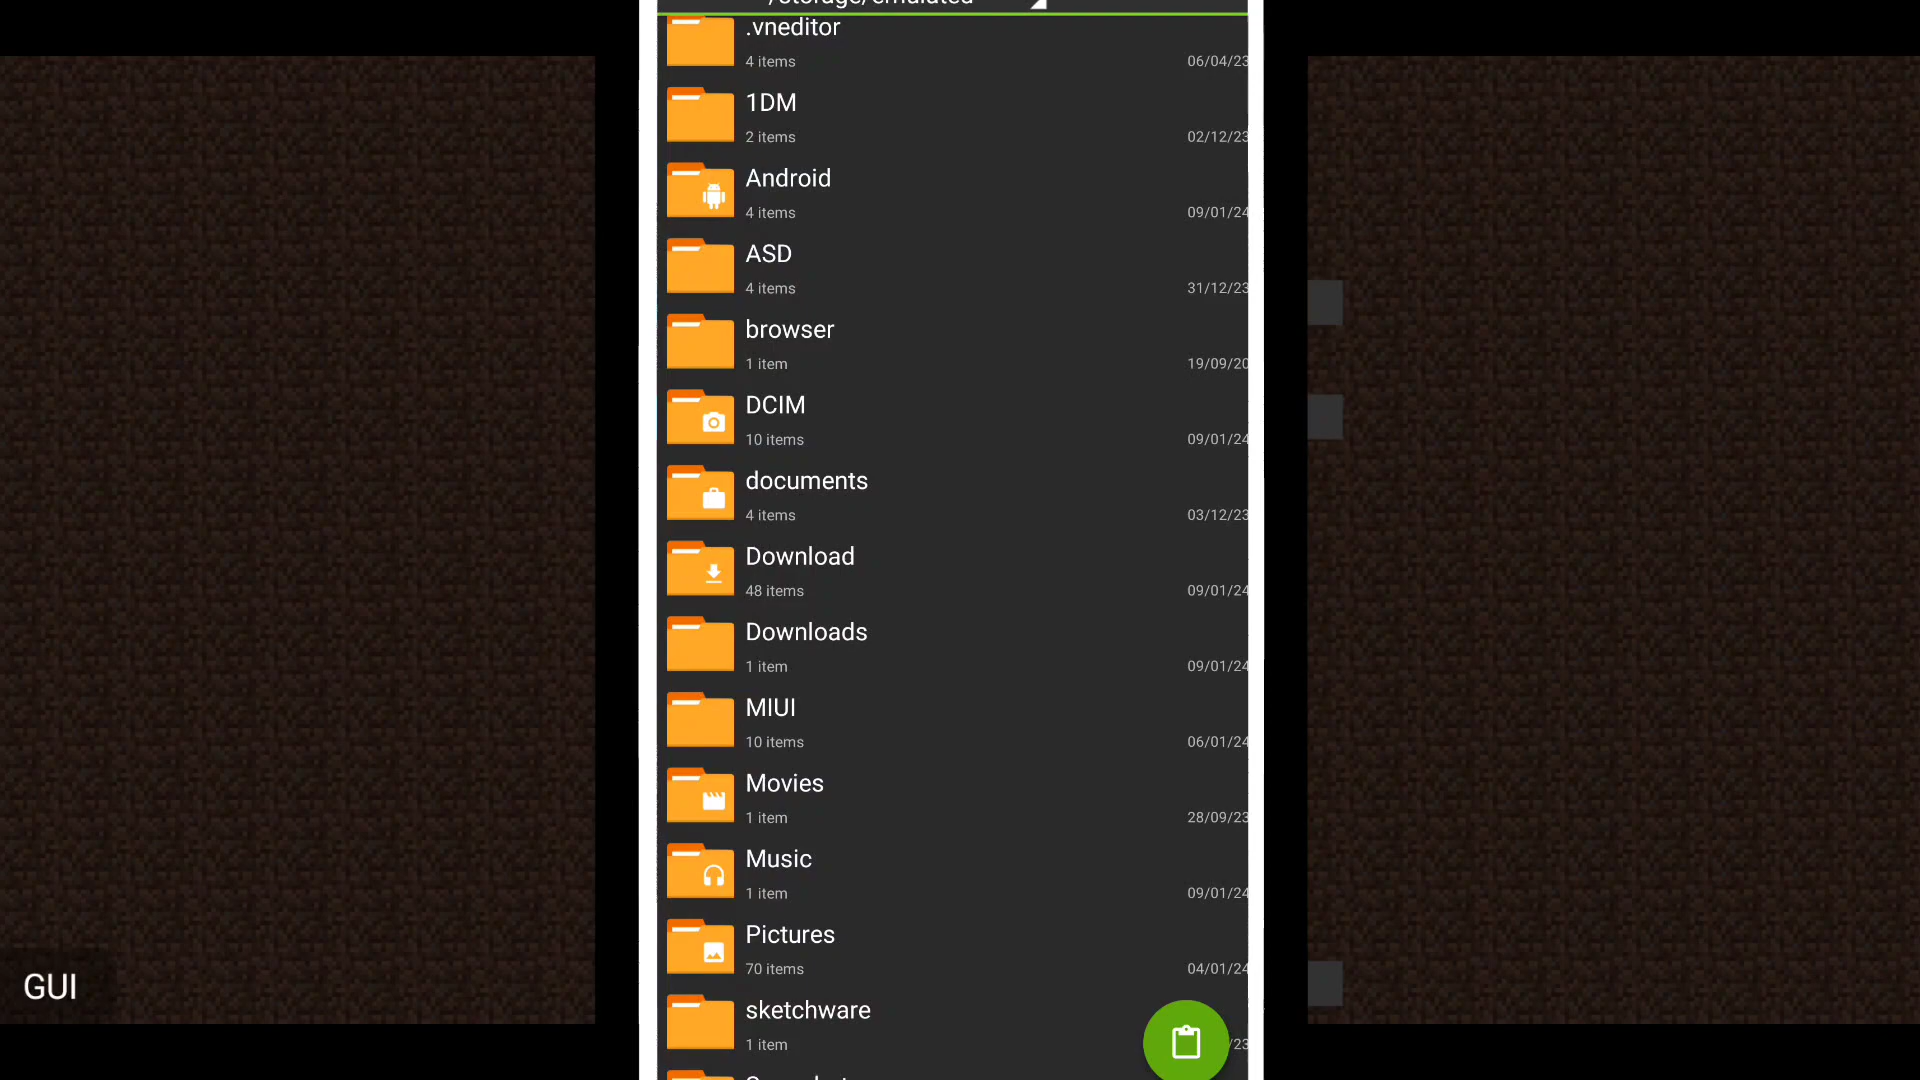 /storage/emulated
.vneditor
4 items 06/04/23
1DM
2 items 02/12/23
Android
4 items 09/01/24
ASD
4 items 31/12/23
browser
1 item 19/09/20
DCIM
10 items 09/01/24
documents
4 items 03/12/23
Download
48 items 09/01/24
Downloads
1 item 09/01/24
MIUI
10 items 06/01/24
Movies
1 item 28/09/23
Music
1 item 09/01/24
Pictures
70 items 04/01/24
sketchware
1 item /23
GUI